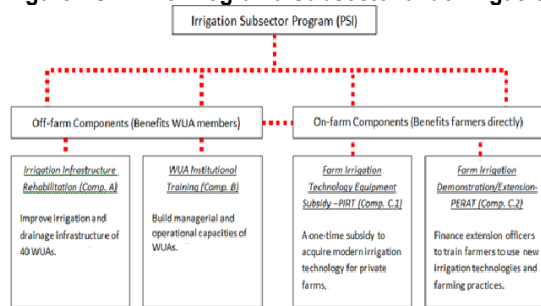 Irrigation Subsector Program (PSI)
Off-farm Components (Benefits WUA members)
On-farm Components (Benefits farmers directly)
Irrigation Infrastructure
Rehabilitation (Comp. A)
Improve irrigation and
drainage infrastructure of
40 WUAs.
WUA Institutional
Training (Comp. B)
Build managerial and
operational capacities of
WUAs.
Farm Irrigation
Technology Equipment
Subsidy –PIRT (Comp. C.1)
A one-time subsidy to
acquire modern irrigation
technology for private
farms,
Farm Irrigation
Demonstration/Extension-
PERAT (Comp. C.2)
Finance extension officers
to train farmers to use new
irrigation technologies and
farming practices.